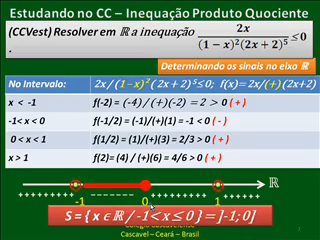 Estudando no CC – Inequação Produto Quociente
(CCVest) Resolver em ℝ a inequação 2x / (1 − x)²(2x + 2)⁵ ≤ 0
.
Determinando os sinais no eixo ℝ
No Intervalo: 2x /(1–x)²( 2x + 2)⁵≤ 0; f(x)= 2x/(+)(2x+2)
x < -1 f(-2) = (-4) / (+)(-2) = 2 > 0 ( + )
-1< x < 0 f(-1/2) = (-1)/(+)(1) = -1 < 0 ( - )
0 < x < 1 f(1/2) = (1)/(+)(3) = 2/3 > 0 ( + )
x > 1 f(2)= (4) / (+)(6) = 4/6 > 0 ( + )
ℝ
-1 0 1
S = { x ∈ ℝ / -1< x ≤ 0 } = ]-1; 0]
Cascavel – Ceará – Brasil